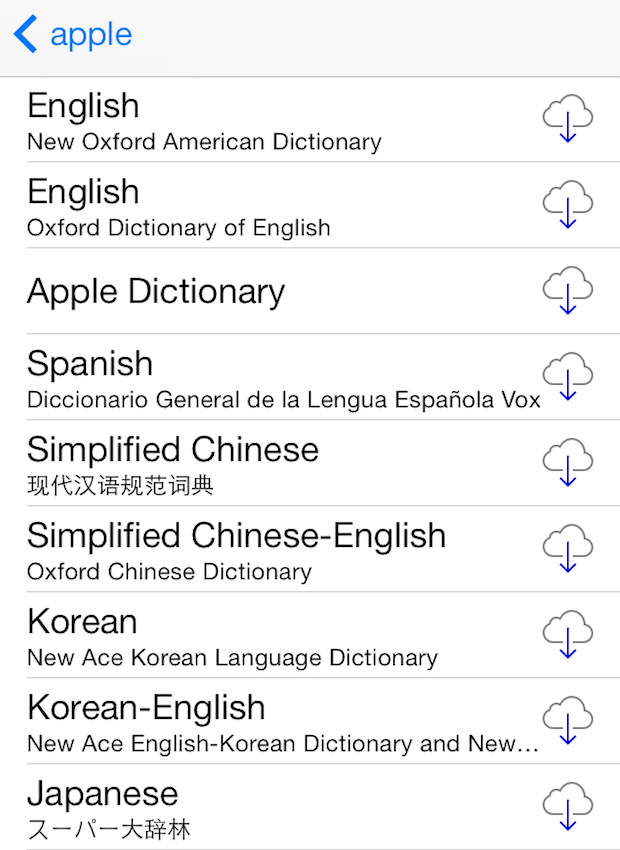 apple
English
New Oxford American Dictionary
English
Oxford Dictionary of English
Apple Dictionary
Spanish
Diccionario General de la Lengua Española Vox
Simplified Chinese
现代汉语规范词典
Simplified Chinese-English
Oxford Chinese Dictionary
Korean
New Ace Korean Language Dictionary
Korean-English
New Ace English-Korean Dictionary and New...
Japanese
スーパー大辞林